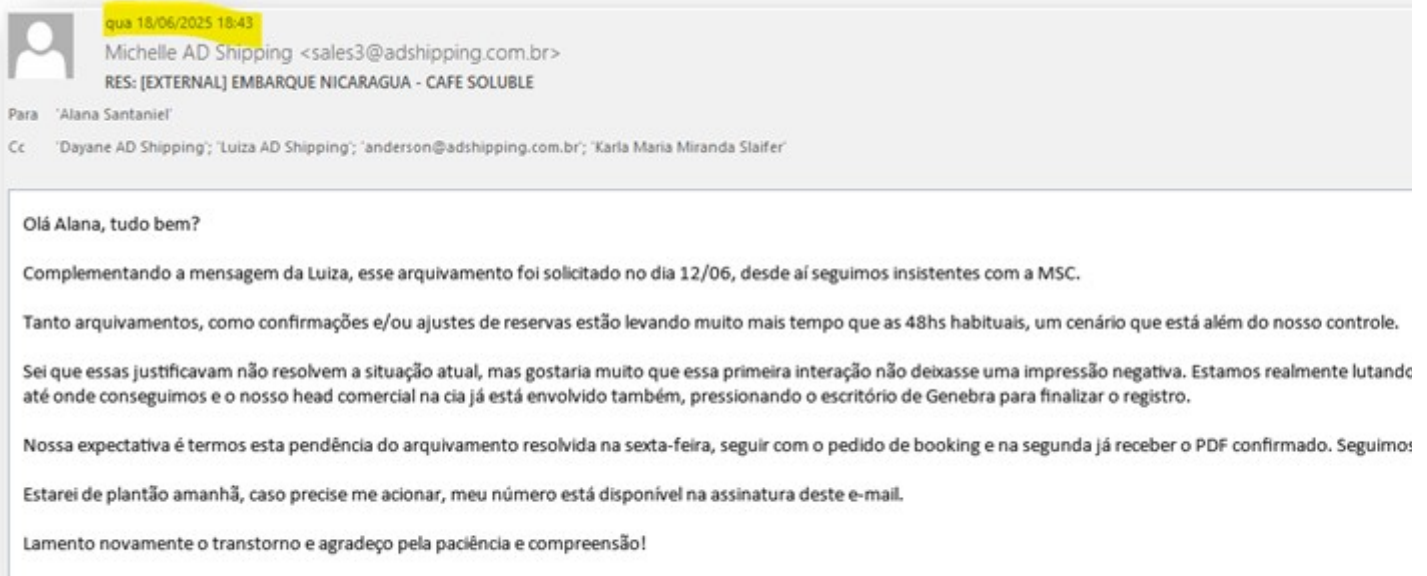 qua 18/06/2025 18:43
Michelle AD Shipping <sales3@adshipping.com.br>
RES: [EXTERNAL] EMBARQUE NICARAGUA - CAFE SOLUBLE
Para 'Alana Santaniel'
Cc 'Dayane AD Shipping'; 'Luiza AD Shipping'; 'anderson@adshipping.com.br'; 'Karla Maria Miranda Slaifer'
Olá Alana, tudo bem?
Complementando a mensagem da Luiza, esse arquivamento foi solicitado no dia 12/06, desde aí seguimos insistentes com a MSC.
Tanto arquivamentos, como confirmações e/ou ajustes de reservas estão levando muito mais tempo que as 48hs habituais, um cenário que está além do nosso controle.
Sei que essas justificavam não resolvem a situação atual, mas gostaria muito que essa primeira interação não deixasse uma impressão negativa. Estamos realmente lutando
até onde conseguimos e o nosso head comercial na cia já está envolvido também, pressionando o escritório de Genebra para finalizar o registro.
Nossa expectativa é termos esta pendência do arquivamento resolvida na sexta-feira, seguir com o pedido de booking e na segunda já receber o PDF confirmado. Seguimos
Estarei de plantão amanhã, caso precise me acionar, meu número está disponível na assinatura deste e-mail.
Lamento novamente o transtorno e agradeço pela paciência e compreensão!